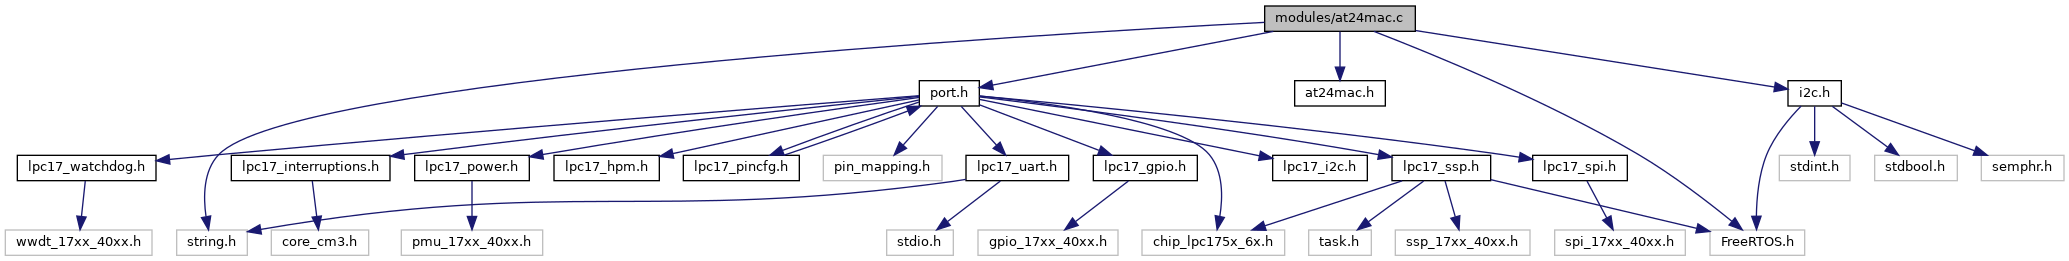 modules/at24mac.c
port.h
at24mac.h
i2c.h
lpc17_watchdog.h
lpc17_interruptions.h
lpc17_power.h
lpc17_hpm.h
lpc17_pincfg.h
pin_mapping.h
lpc17_uart.h
lpc17_gpio.h
lpc17_i2c.h
lpc17_ssp.h
lpc17_spi.h
stdint.h
stdbool.h
semphr.h
wwdt_17xx_40xx.h
string.h
core_cm3.h
pmu_17xx_40xx.h
stdio.h
gpio_17xx_40xx.h
chip_lpc175x_6x.h
task.h
ssp_17xx_40xx.h
spi_17xx_40xx.h
FreeRTOS.h